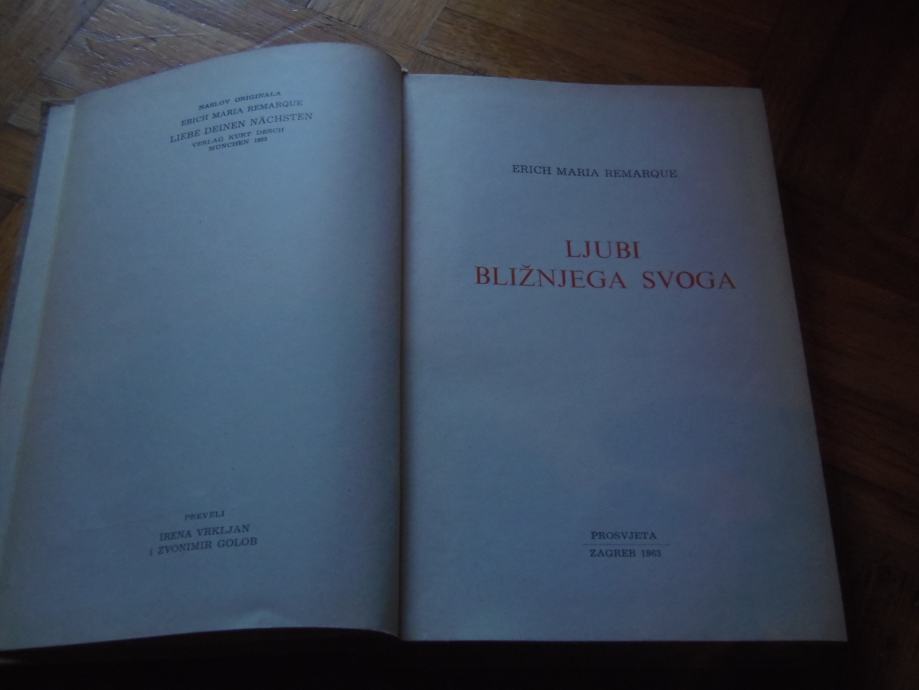 NASLOV ORIGINALA
ERICH MARIA REMARQUE
LIEBE DEINEN NÄCHSTEN
VERLAG KURT DESCH
MÜNCHEN 1953
PREVELI
IRENA VRKLJAN
i ZVONIMIR GOLOB
ERICH MARIA REMARQUE
LJUBI
BLIŽNJEGA SVOGA
PROSVJETA
ZAGREB 1963